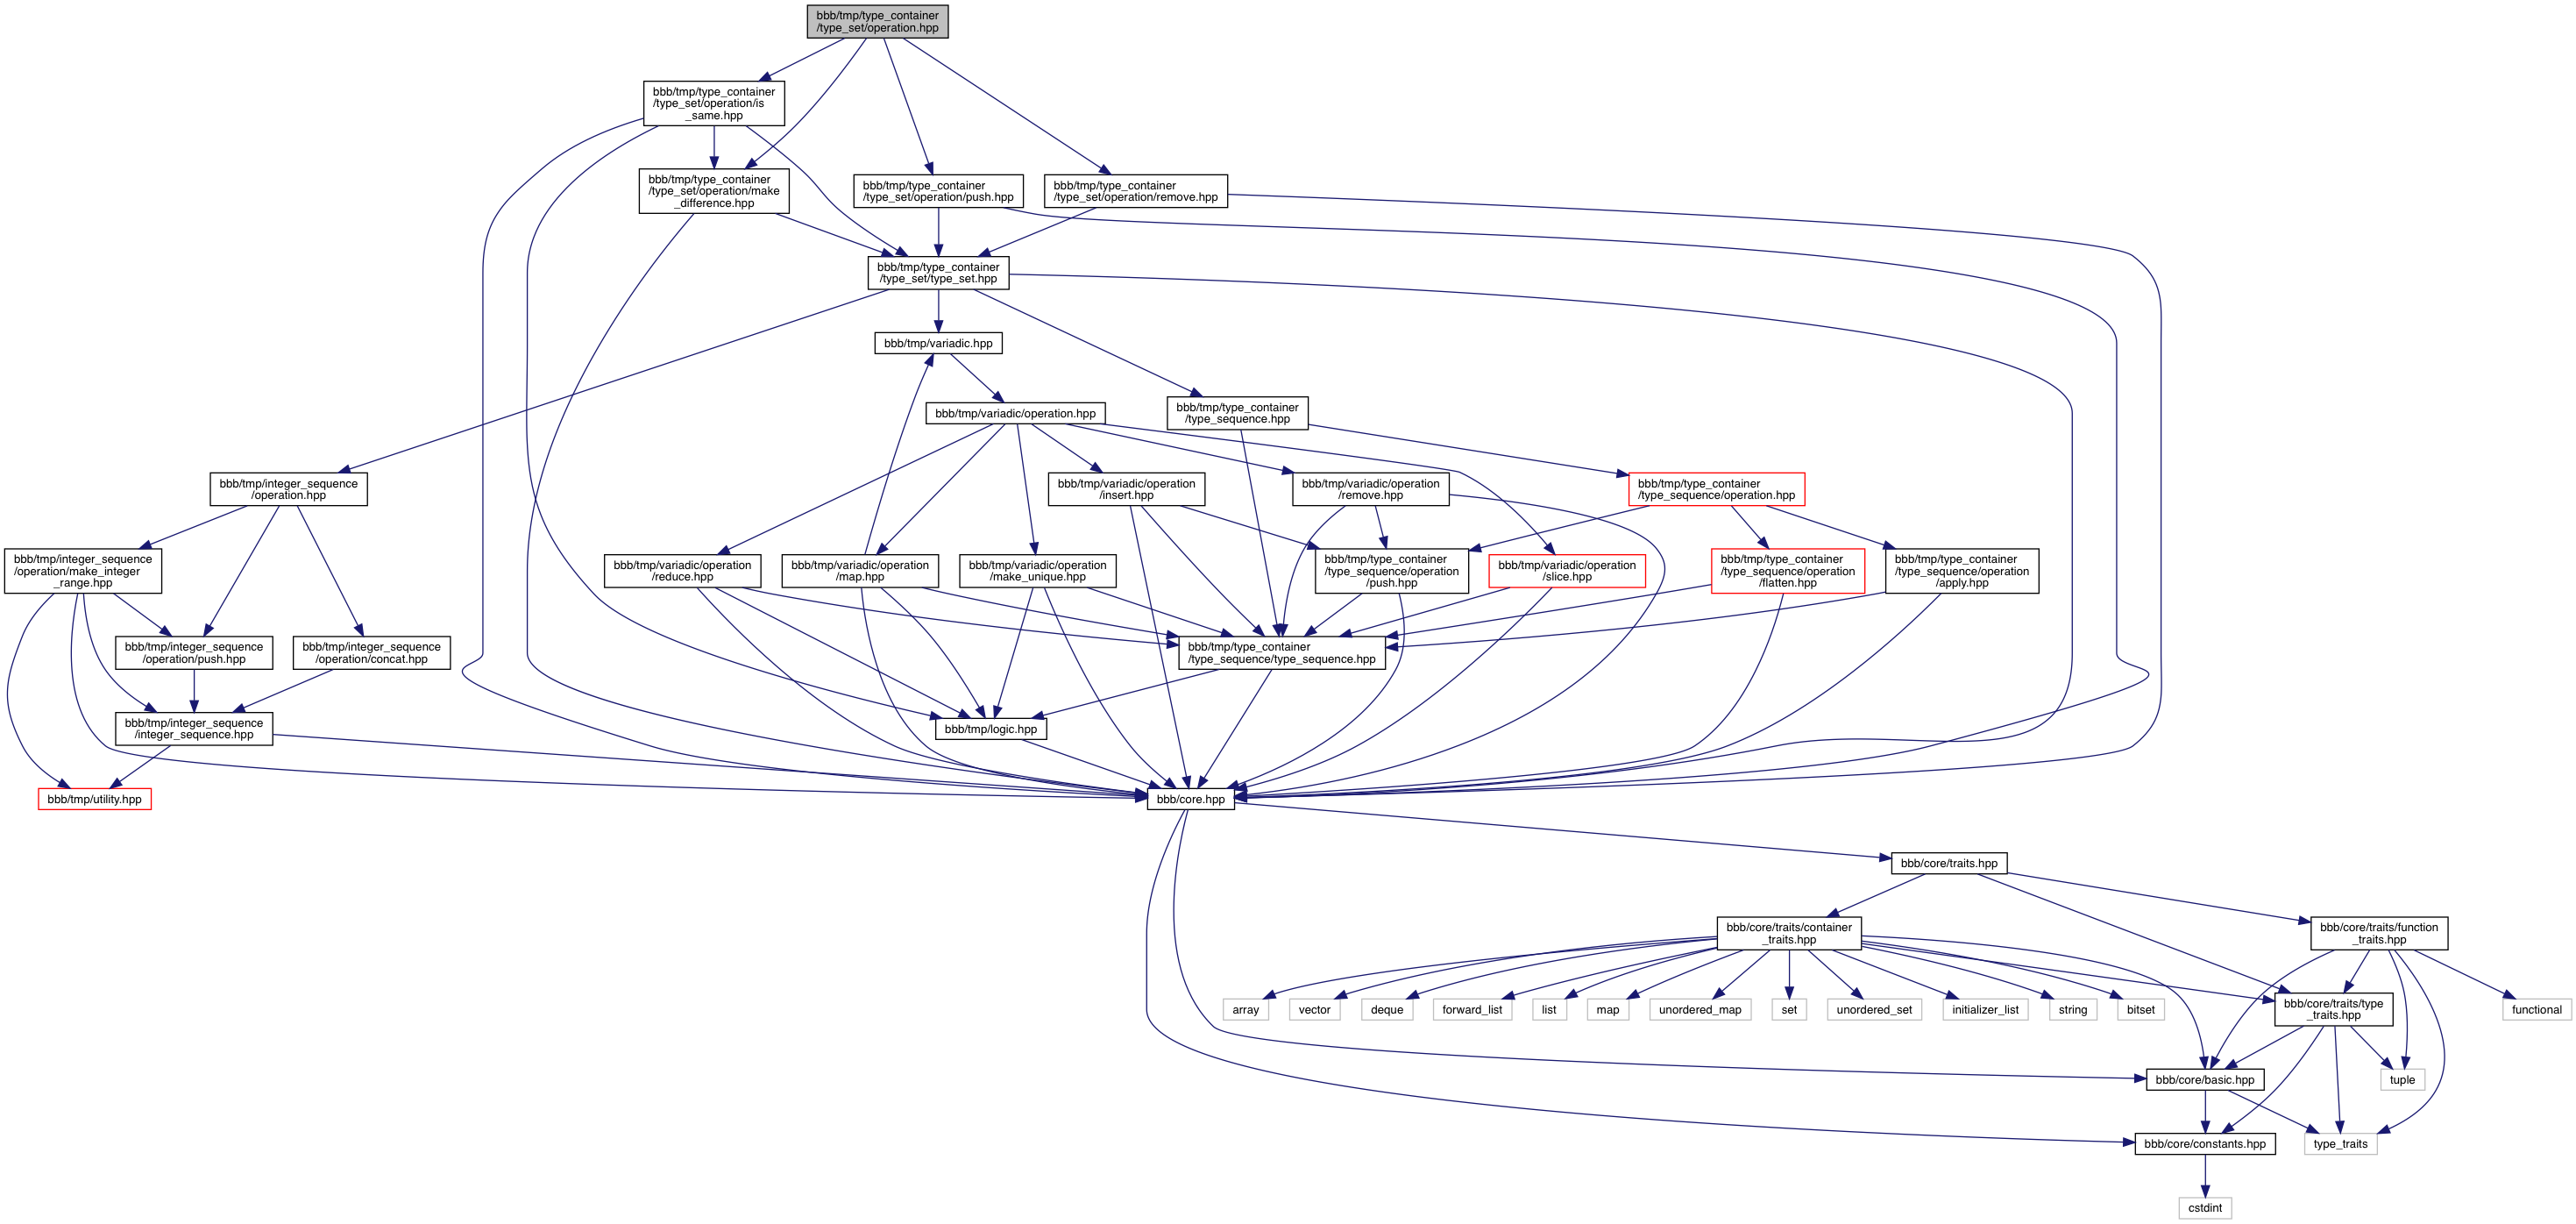 bbb/tmp/type_container
/type_set/operation.hpp
bbb/tmp/type_container
/type_set/operation/is
_same.hpp
bbb/tmp/type_container
/type_set/operation/make
_difference.hpp
bbb/tmp/type_container
/type_set/operation/push.hpp
bbb/tmp/type_container
/type_set/operation/remove.hpp
bbb/tmp/type_container
/type_set/type_set.hpp
bbb/tmp/variadic.hpp
bbb/tmp/variadic/operation.hpp
bbb/tmp/type_container
/type_sequence.hpp
bbb/tmp/integer_sequence
/operation.hpp
bbb/tmp/variadic/operation
/insert.hpp
bbb/tmp/variadic/operation
/remove.hpp
bbb/tmp/type_container
/type_sequence/operation.hpp
bbb/tmp/integer_sequence
/operation/make_integer
_range.hpp
bbb/tmp/variadic/operation
/reduce.hpp
bbb/tmp/variadic/operation
/map.hpp
bbb/tmp/variadic/operation
/make_unique.hpp
bbb/tmp/type_container
/type_sequence/operation
/push.hpp
bbb/tmp/variadic/operation
/slice.hpp
bbb/tmp/type_container
/type_sequence/operation
/flatten.hpp
bbb/tmp/type_container
/type_sequence/operation
/apply.hpp
bbb/tmp/integer_sequence
/operation/push.hpp
bbb/tmp/integer_sequence
/operation/concat.hpp
bbb/tmp/type_container
/type_sequence/type_sequence.hpp
bbb/tmp/integer_sequence
/integer_sequence.hpp
bbb/tmp/logic.hpp
bbb/tmp/utility.hpp
bbb/core.hpp
bbb/core/traits.hpp
bbb/core/traits/container
_traits.hpp
bbb/core/traits/function
_traits.hpp
array
vector
deque
forward_list
list
map
unordered_map
set
unordered_set
initializer_list
string
bitset
bbb/core/traits/type
_traits.hpp
functional
bbb/core/basic.hpp
tuple
bbb/core/constants.hpp
type_traits
cstdint